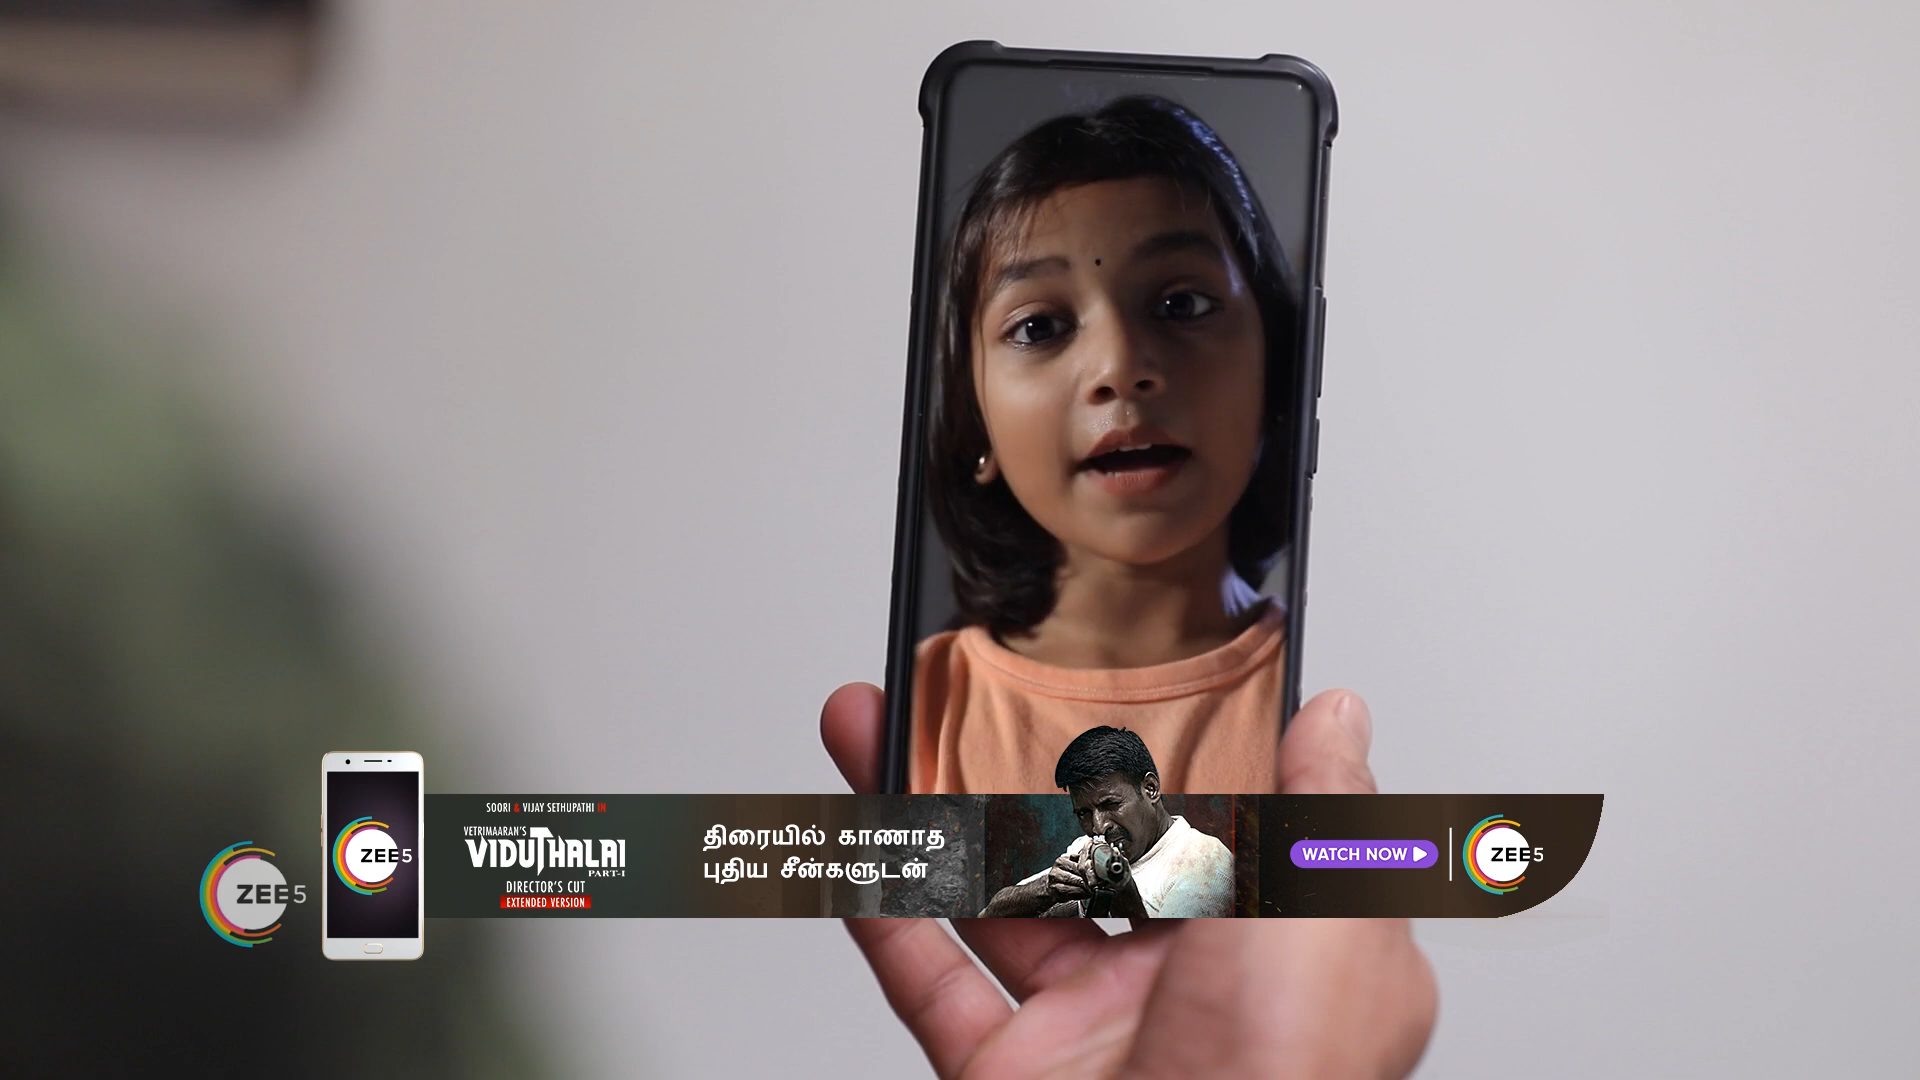 ZEE5
ZEE5
SOORI & VIJAY SETHUPATHI IN
VETRIMAARAN'S
VIDUTHALAI
PART-I
DIRECTOR'S CUT
EXTENDED VERSION
திரையில் காணாத
புதிய சீன்களுடன்
WATCH NOW
ZEE5